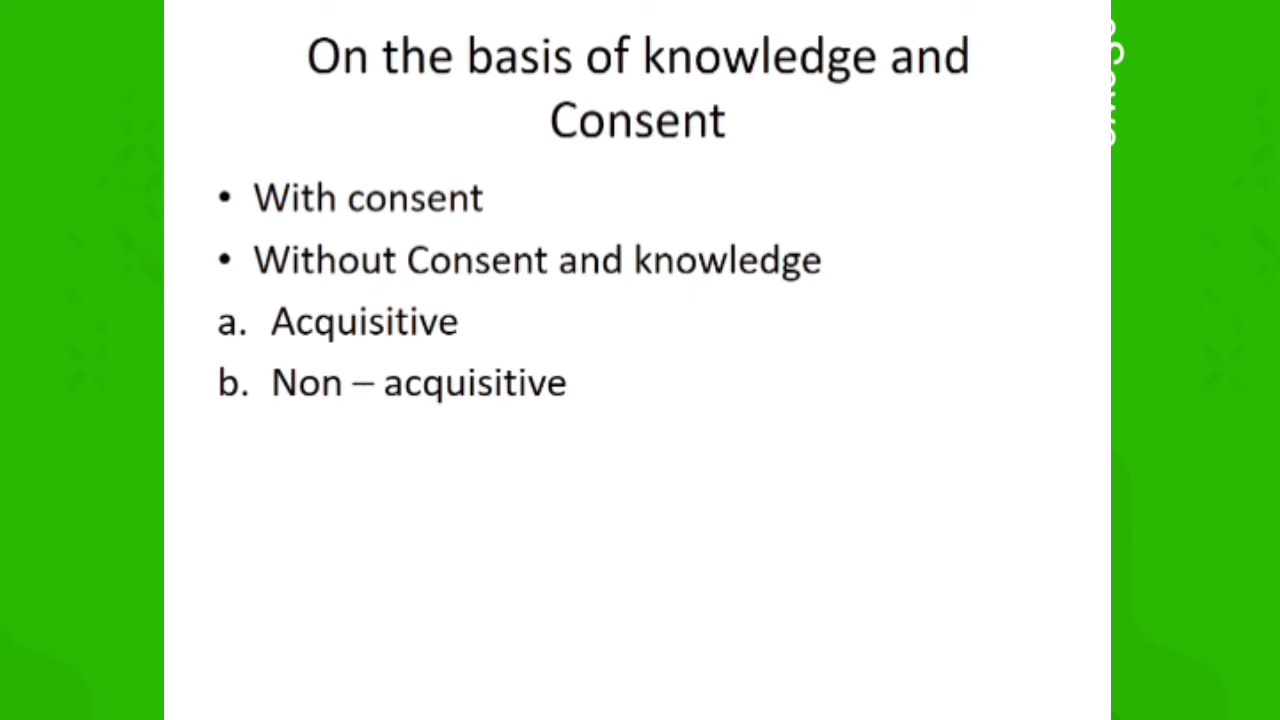 On the basis of knowledge and
Consent
• With consent
• Without Consent and knowledge
a. Acquisitive
b. Non – acquisitive